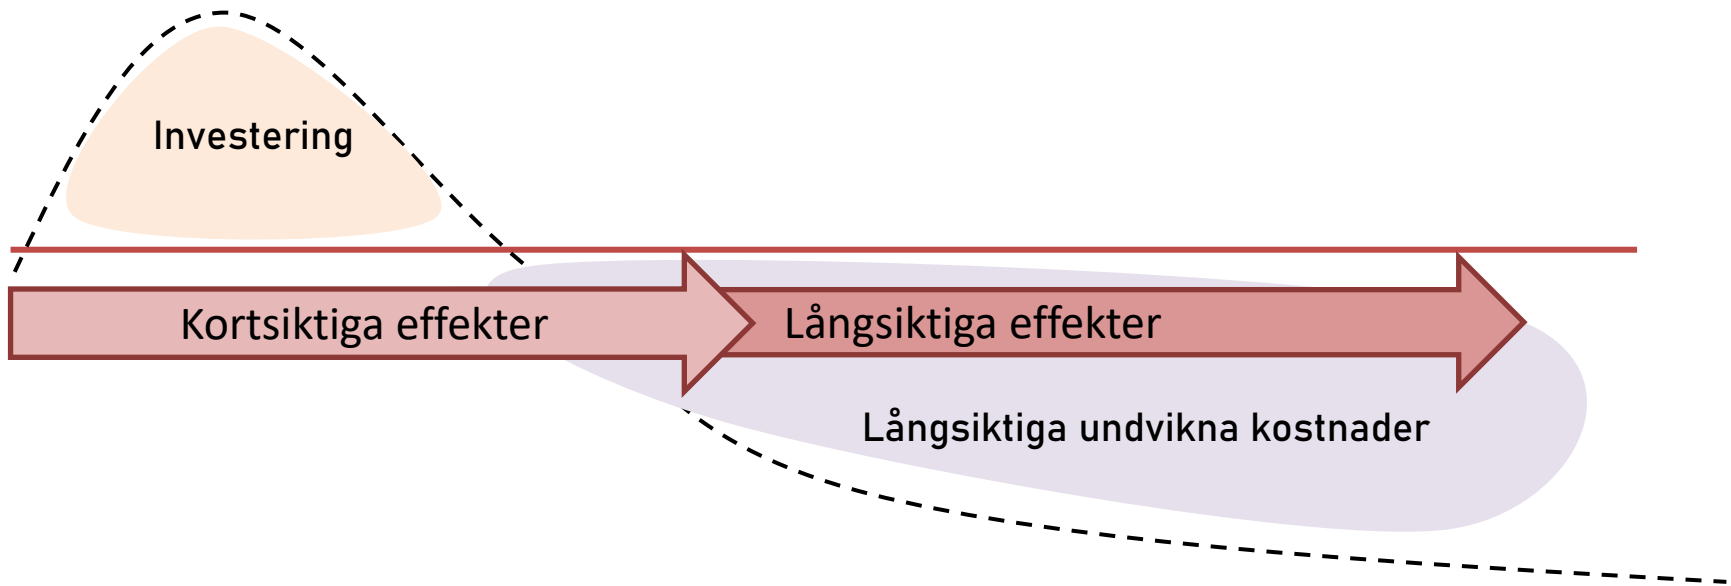 Investering
Kortsiktiga effekter
Långsiktiga effekter
Långsiktiga undvikna kostnader